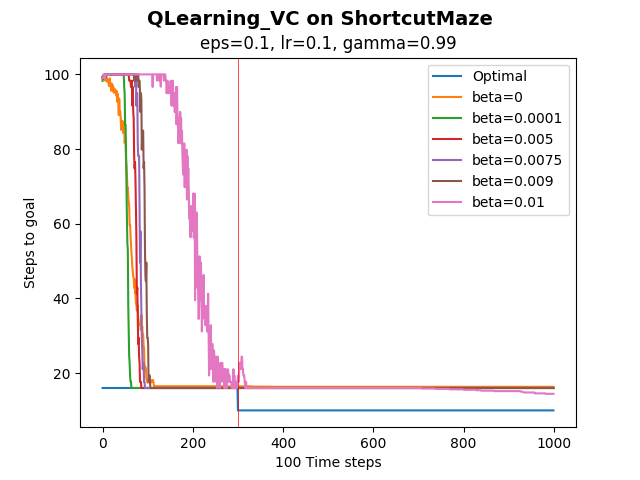 QLearning_VC on ShortcutMaze
eps=0.1, lr=0.1, gamma=0.99
Steps to goal
100
80
60
40
20
Optimal
beta=0
beta=0.0001
beta=0.005
beta=0.0075
beta=0.009
beta=0.01
0
200
400
600
800
1000
100 Time steps